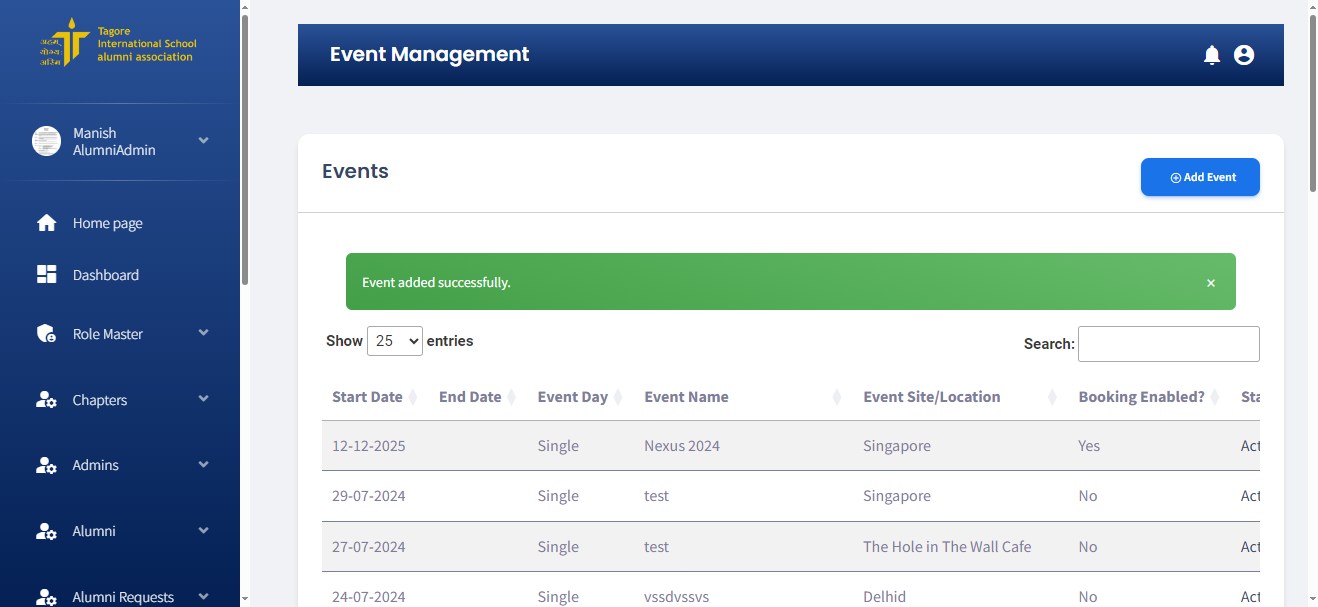 अहम्
योग्यः
अस्मि
Tagore
International School
alumni association
Manish
AlumniAdmin
Home page
Dashboard
Role Master
Chapters
Admins
Alumni
Alumni Requests
Event Management
Events
Add Event
Event added successfully.
×
Show 25 entries
Search:
Start Date End Date Event Day Event Name Event Site/Location Booking Enabled? Sta
12-12-2025 Single Nexus 2024 Singapore Yes Act
29-07-2024 Single test Singapore No Act
27-07-2024 Single test The Hole in The Wall Cafe No Act
24-07-2024 Single vssdvssvs Delhid No Act